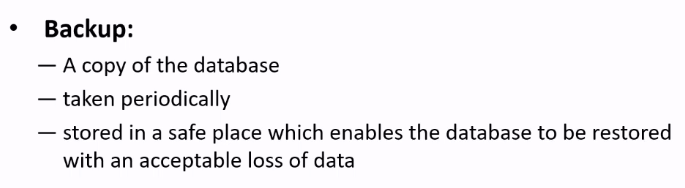 • Backup:
— A copy of the database
— taken periodically
— stored in a safe place which enables the database to be restored
with an acceptable loss of data